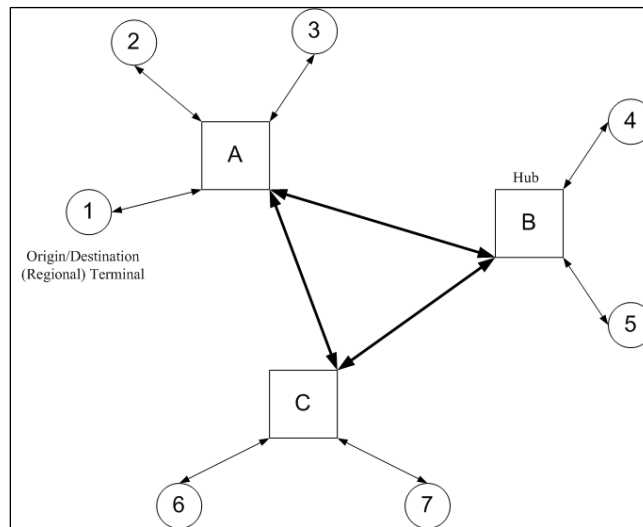 3
2
4
A
Hub
B
1
Origin/Destination
(Regional) Terminal
5
C
6
7